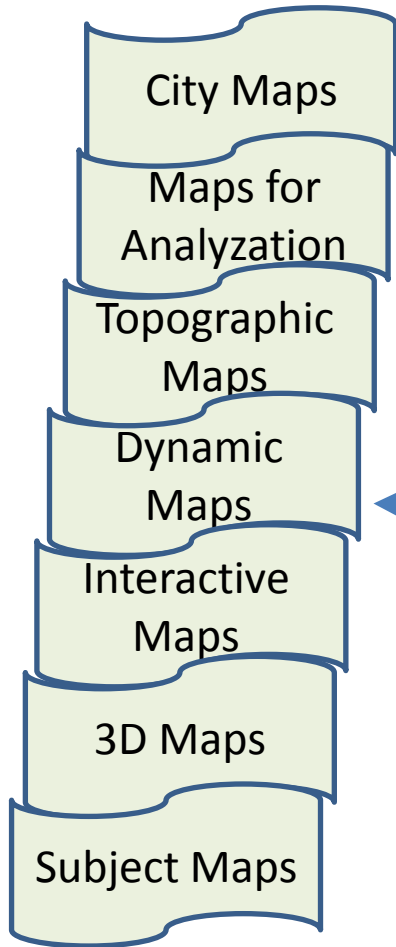 City Maps
Maps for
Analyzation
Topographic
Maps
Dynamic
Maps
Interactive
Maps
3D Maps
Subject Maps